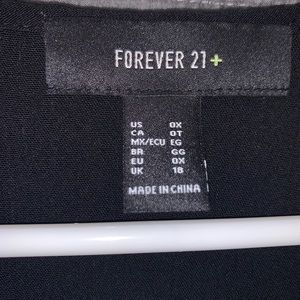 FOREVER 21+
US 0X
CA 0T
MX/ECU EG
BR GG
EU 0X
UK 18
MADE IN CHINA